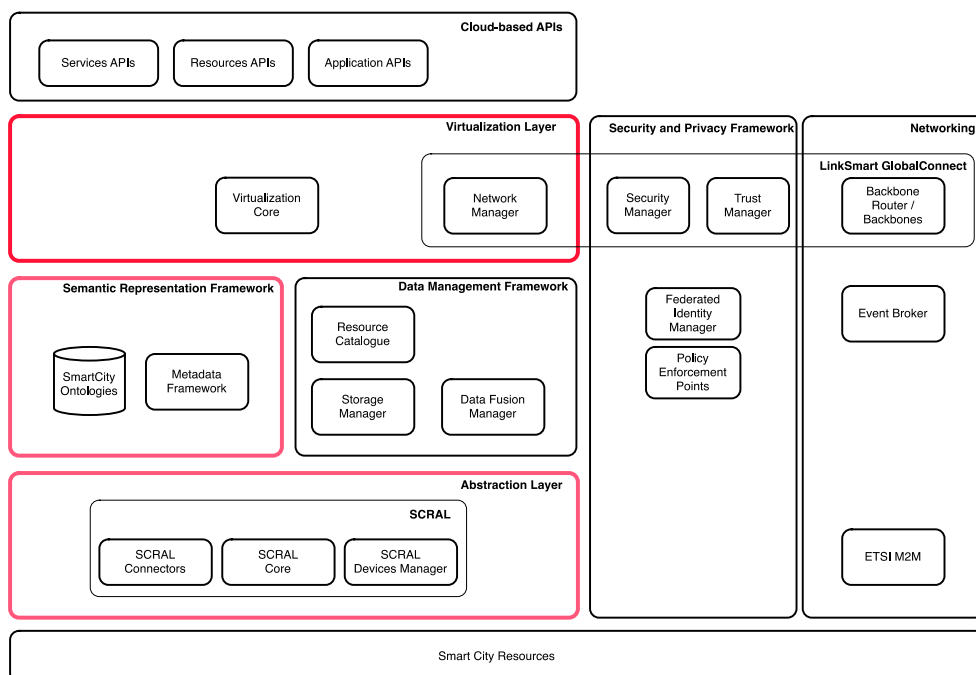 Cloud-based APIs
Services APIs
Resources APIs
Application APIs
Virtualization Layer
Security and Privacy Framework
Networking
LinkSmart GlobalConnect
Virtualization
Core
Network
Manager
Security
Manager
Trust
Manager
Backbone
Router /
Backbones
Semantic Representation Framework
Data Management Framework
SmartCity
Ontologies
Metadata
Framework
Resource
Catalogue
Storage
Manager
Data Fusion
Manager
Federated
Identity
Manager
Policy
Enforcement
Points
Event Broker
Abstraction Layer
SCRAL
SCRAL
Connectors
SCRAL
Core
SCRAL
Devices Manager
ETSI M2M
Smart City Resources